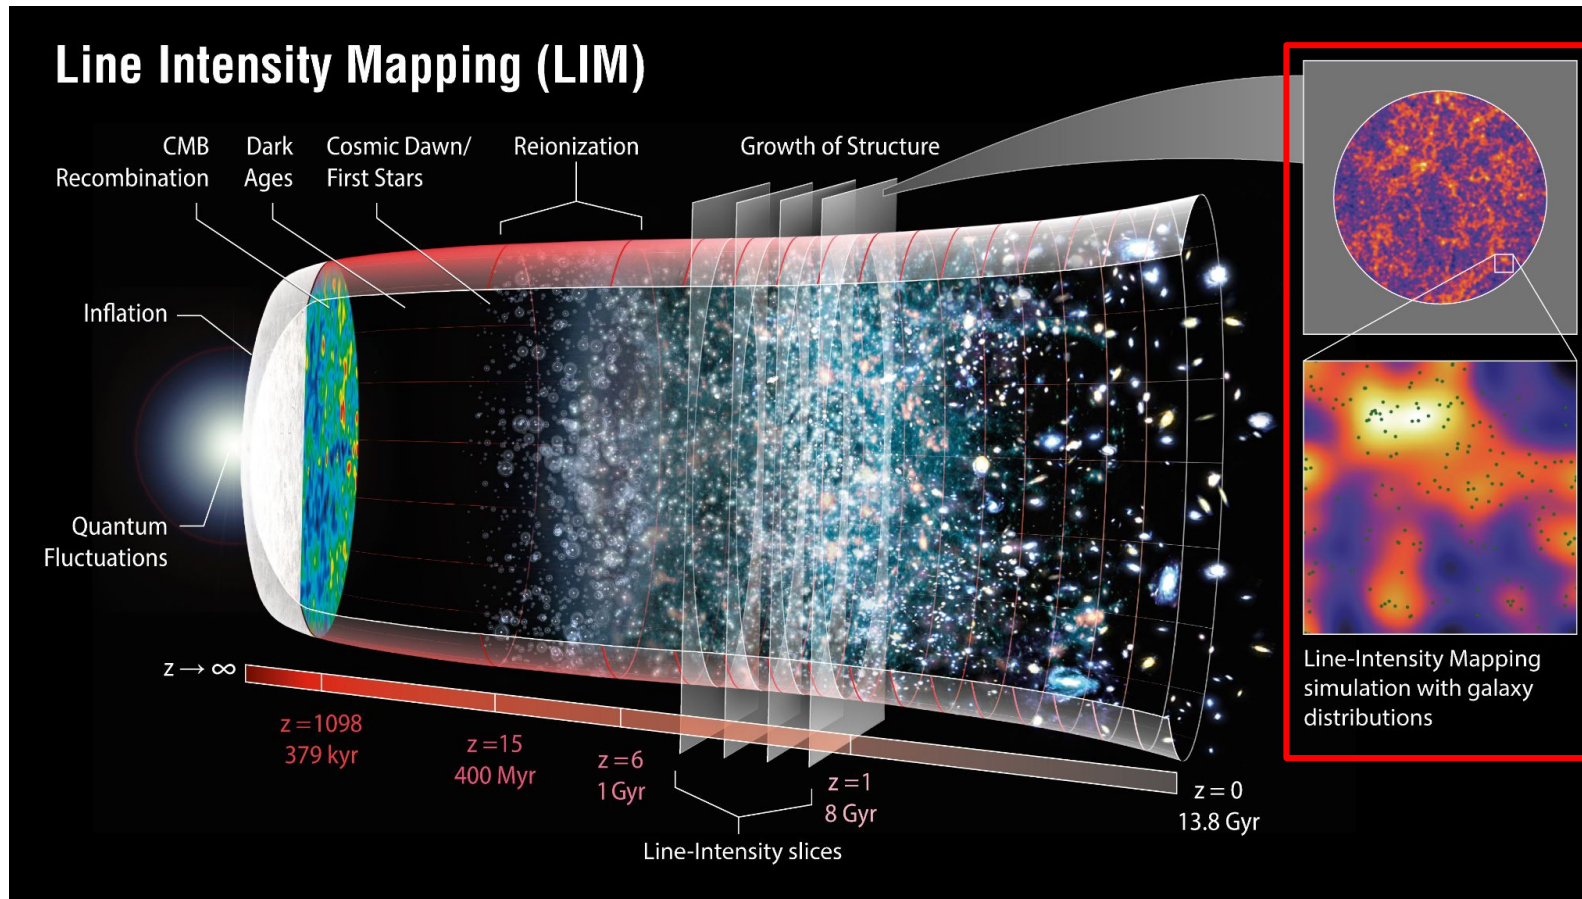 Line Intensity Mapping (LIM)
CMB
Recombination
Dark
Ages
Cosmic Dawn/
First Stars
Reionization
Growth of Structure
Inflation
Quantum
Fluctuations
z → ∞
z = 1098
379 kyr
z = 15
400 Myr
z = 6
1 Gyr
z = 1
8 Gyr
z = 0
13.8 Gyr
Line-Intensity slices
Line-Intensity Mapping
simulation with galaxy
distributions